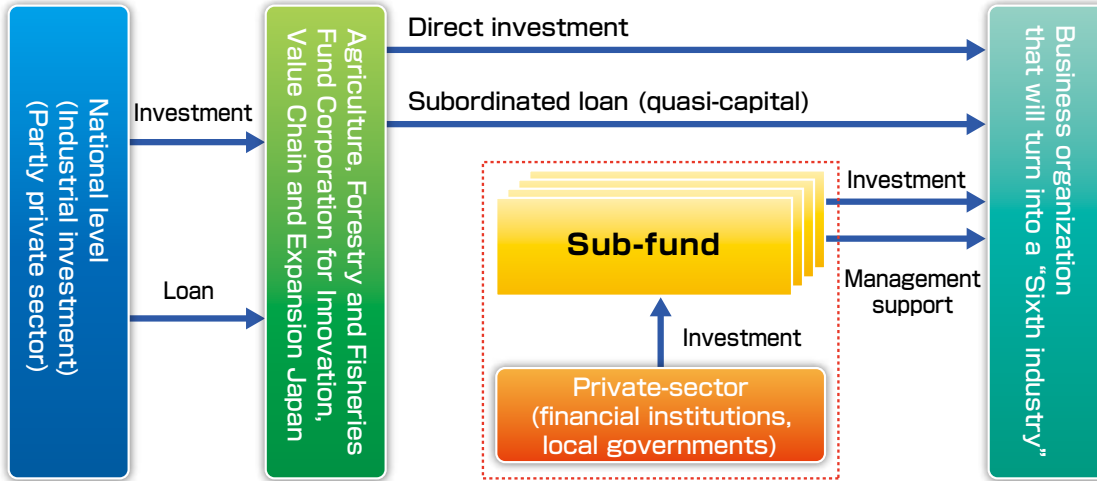 National level
(Industrial investment)
(Partly private sector)
Investment
Loan
Agriculture, Forestry and Fisheries
Fund Corporation for Innovation,
Value Chain and Expansion Japan
Direct investment
Subordinated loan (quasi-capital)
Sub-fund
Investment
Private-sector
(financial institutions,
local governments)
Investment
Management
support
Business organization
that will turn into a “Sixth industry”